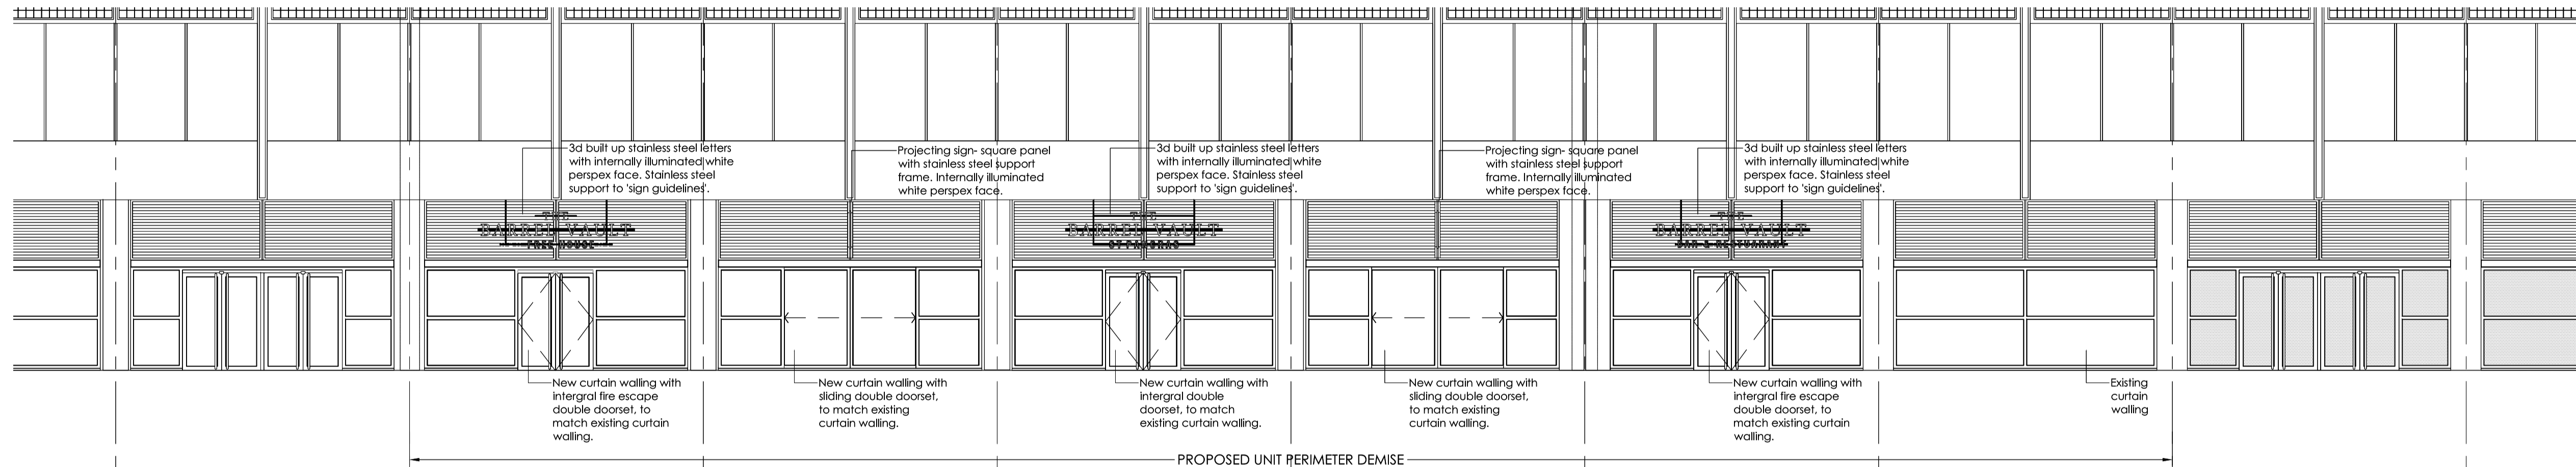 3d built up stainless steel letters
with internally illuminated white
perspex face. Stainless steel
support to 'sign guidelines'.
Projecting sign- square panel
with stainless steel support
frame. Internally illuminated
white perspex face.
3d built up stainless steel letters
with internally illuminated white
perspex face. Stainless steel
support to 'sign guidelines'.
Projecting sign- square panel
with stainless steel support
frame. Internally illuminated
white perspex face.
3d built up stainless steel letters
with internally illuminated white
perspex face. Stainless steel
support to 'sign guidelines'.
THE
BARREL VAULT
FREE HOUSE
THE
BARREL VAULT
ST PANCRAS
THE
BARREL VAULT
BAR & RESTUARANT
New curtain walling with
intergral fire escape
double doorset, to
match existing curtain
walling.
New curtain walling with
sliding double doorset,
to match existing
curtain walling.
New curtain walling with
intergral double
doorset, to match
existing curtain walling.
New curtain walling with
sliding double doorset,
to match existing
curtain walling.
New curtain walling with
intergral fire escape
double doorset, to
match existing curtain
walling.
Existing
curtain
walling
PROPOSED UNIT PERIMETER DEMISE